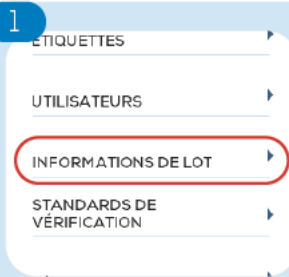 1
ÉTIQUETTES
UTILISATEURS
INFORMATIONS DE LOT
STANDARDS DE
VÉRIFICATION